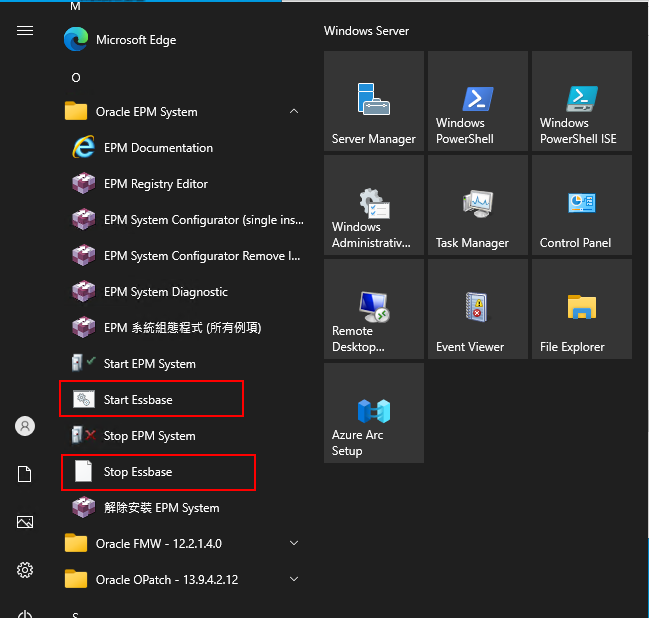 M
Microsoft Edge
O
Oracle EPM System
EPM Documentation
EPM Registry Editor
EPM System Configurator (single ins...
EPM System Configurator Remove I...
EPM System Diagnostic
EPM 系統組態程式 (所有例項)
Start EPM System
Start Essbase
Stop EPM System
Stop Essbase
解除安裝 EPM System
Oracle FMW - 12.2.1.4.0
Oracle OPatch - 13.9.4.2.12
S
Windows Server
Server Manager
Windows
PowerShell
Windows
PowerShell ISE
Windows
Administrativ...
Task Manager
Control Panel
Remote
Desktop...
Event Viewer
File Explorer
Azure Arc
Setup